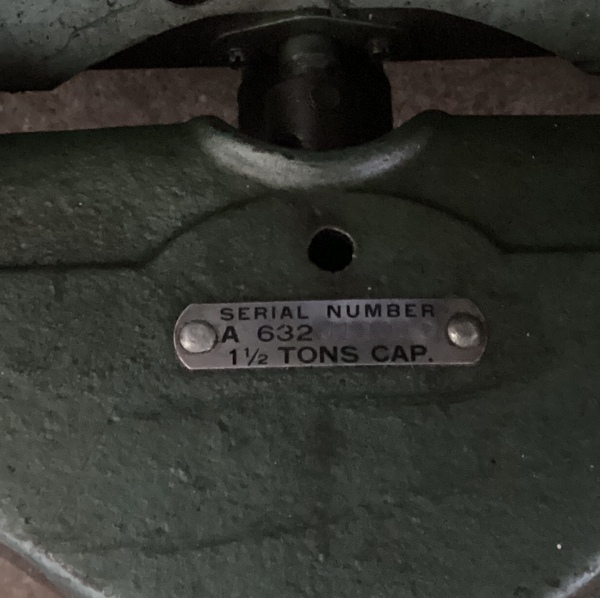 SERIAL NUMBER
A 632
1½ TONS CAP.